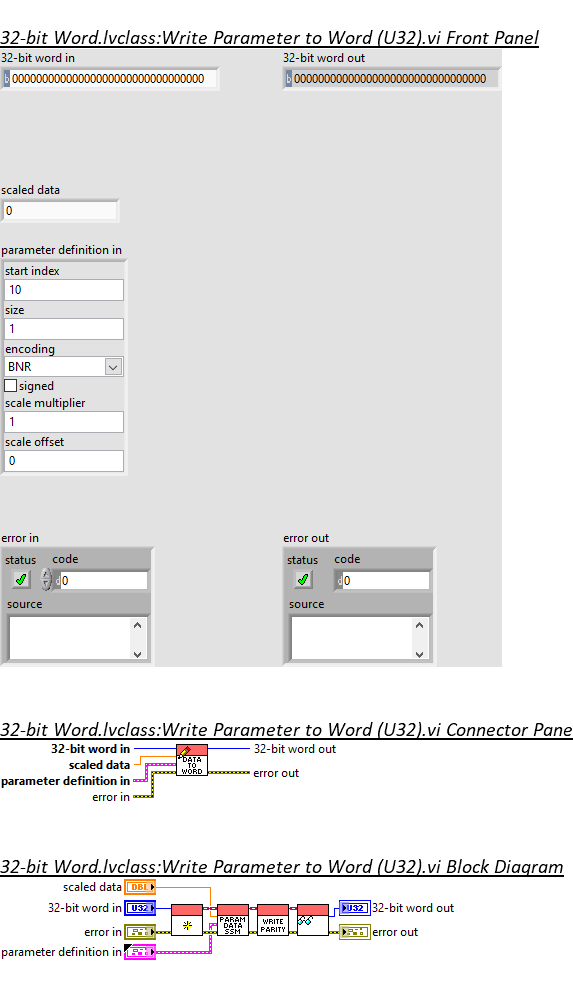 32-bit Word.lvclass:Write Parameter to Word (U32).vi Front Panel
32-bit word in
32-bit word out
b 00000000000000000000000000000000
b 00000000000000000000000000000000
scaled data
0
parameter definition in
start index
10
size
1
encoding
BNR
signed
scale multiplier
1
scale offset
0
error in
error out
status code
status code
d 0
d 0
source
source
32-bit Word.lvclass:Write Parameter to Word (U32).vi Connector Pane
32-bit word in
32-bit word out
scaled data
DATA
TO
WORD
parameter definition in
error out
error in
32-bit Word.lvclass:Write Parameter to Word (U32).vi Block Diagram
scaled data DBL
32-bit word in U32
U32 32-bit word out
PARAM
DATA
SSM
WRITE
PARITY
error in
error out
parameter definition in